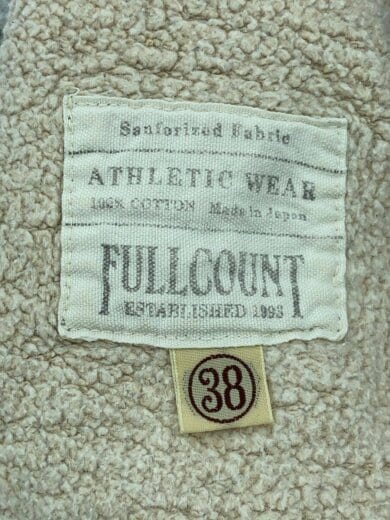 Sanforized Fabric
ATHLETIC WEAR
100% COTTON Made in Japan
FULLCOUNT
ESTABLISHED 1993
38